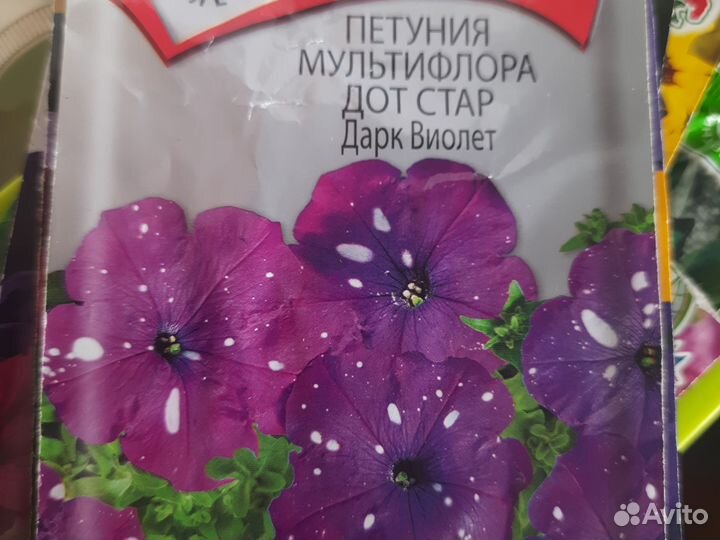 ПЕТУНИЯ
МУЛЬТИФЛОРА
ДОТ СТАР
Дарк Виолет
Avito